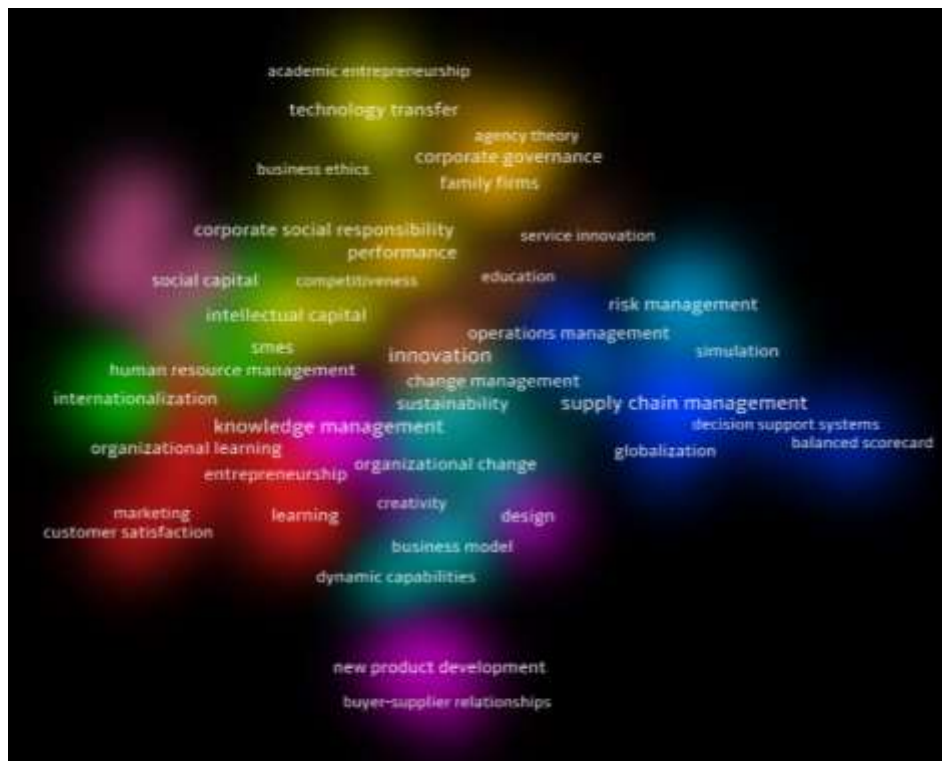 academic entrepreneurship
technology transfer
agency theory
corporate governance
business ethics
family firms
corporate social responsibility
service innovation
performance
education
social capital
competitiveness
risk management
intellectual capital
operations management
smes
simulation
innovation
human resource management
change management
internationalization
sustainability
supply chain management
knowledge management
decision support systems
balanced scorecard
organizational learning
globalization
organizational change
entrepreneurship
creativity
marketing
learning
design
customer satisfaction
business model
dynamic capabilities
new product development
buyer-supplier relationships